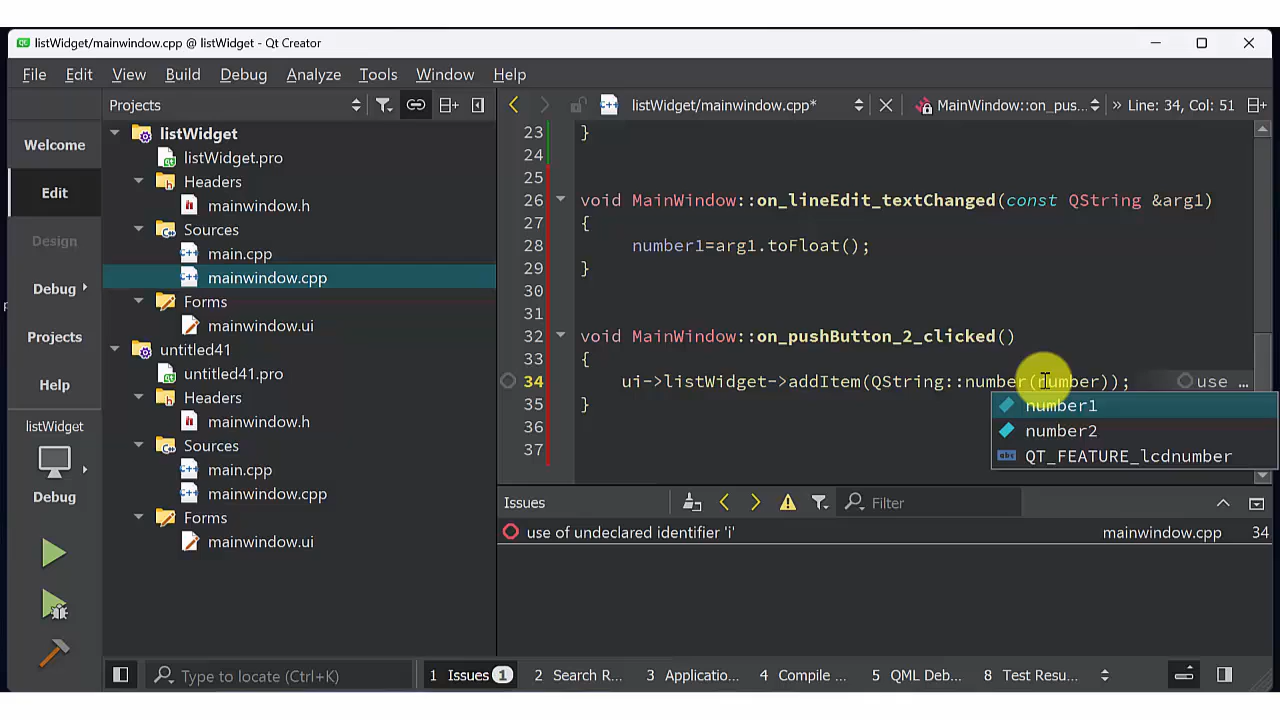 listWidget/mainwindow.cpp @ listWidget - Qt Creator
File Edit View Build Debug Analyze Tools Window Help
Projects
listWidget/mainwindow.cpp*
MainWindow::on_pus...
» Line: 34, Col: 51
Welcome
Edit
Design
Debug
Projects
Help
listWidget
Debug
listWidget
listWidget.pro
Headers
mainwindow.h
Sources
main.cpp
mainwindow.cpp
Forms
mainwindow.ui
untitled41
untitled41.pro
Headers
mainwindow.h
Sources
main.cpp
mainwindow.cpp
Forms
mainwindow.ui
23 }
24
25
26 void MainWindow::on_lineEdit_textChanged(const QString &arg1)
27 {
28 number1=arg1.toFloat();
29 }
30
31
32 void MainWindow::on_pushButton_2_clicked()
33 {
34 ui->listWidget->addItem(QString::number(number)); use ...
35 }
36
37
number1
number2
QT_FEATURE_lcdnumber
Issues
Filter
use of undeclared identifier 'i' mainwindow.cpp 34
Type to locate (Ctrl+K)
1 Issues 1
2 Search R...
3 Applicatio...
4 Compile ...
5 QML Deb...
8 Test Resu...